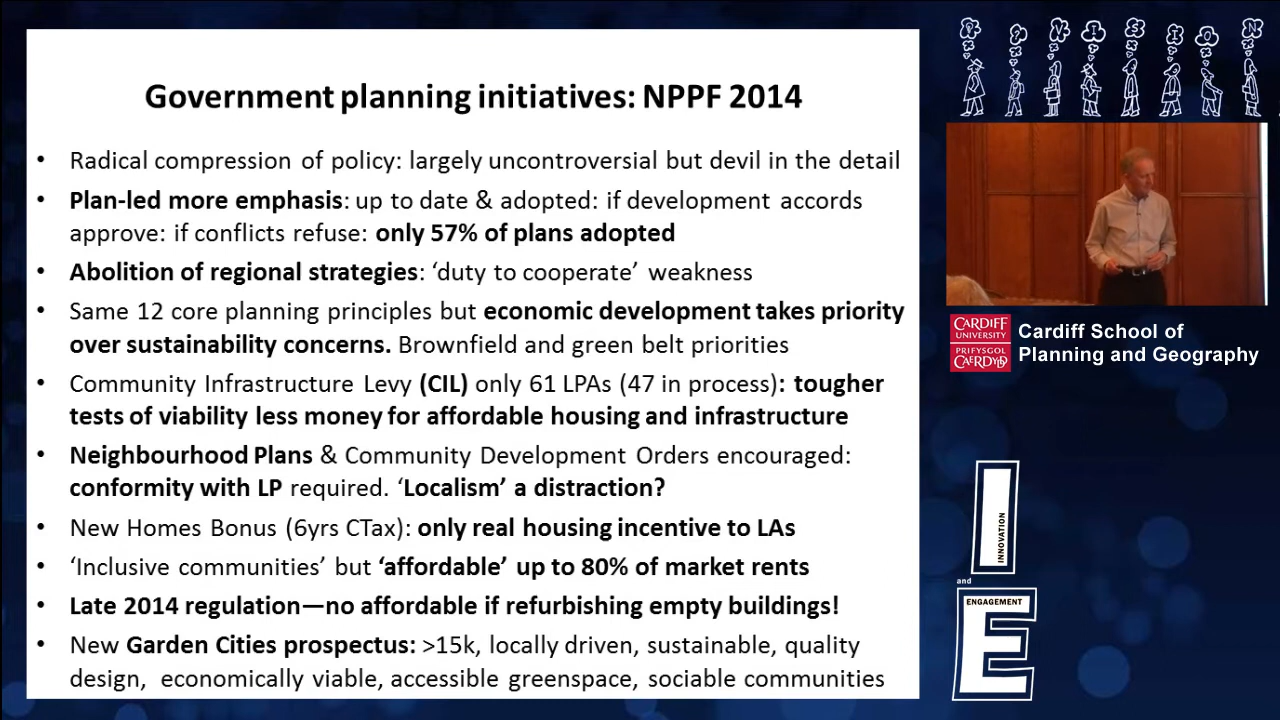 Government planning initiatives: NPPF 2014
• Radical compression of policy: largely uncontroversial but devil in the detail
• Plan-led more emphasis: up to date & adopted: if development accords
approve: if conflicts refuse: only 57% of plans adopted
• Abolition of regional strategies: ‘duty to cooperate’ weakness
• Same 12 core planning principles but economic development takes priority
over sustainability concerns. Brownfield and green belt priorities
• Community Infrastructure Levy (CIL) only 61 LPAs (47 in process): tougher
tests of viability less money for affordable housing and infrastructure
• Neighbourhood Plans & Community Development Orders encouraged:
conformity with LP required. ‘Localism’ a distraction?
• New Homes Bonus (6yrs CTax): only real housing incentive to LAs
• ‘Inclusive communities’ but ‘affordable’ up to 80% of market rents
• Late 2014 regulation—no affordable if refurbishing empty buildings!
• New Garden Cities prospectus: >15k, locally driven, sustainable, quality
design, economically viable, accessible greenspace, sociable communities
CARDIFF
UNIVERSITY
PRIFYSGOL
CAERDYDD
Cardiff School of
Planning and Geography
I
INNOVATION
and
ENGAGEMENT
E